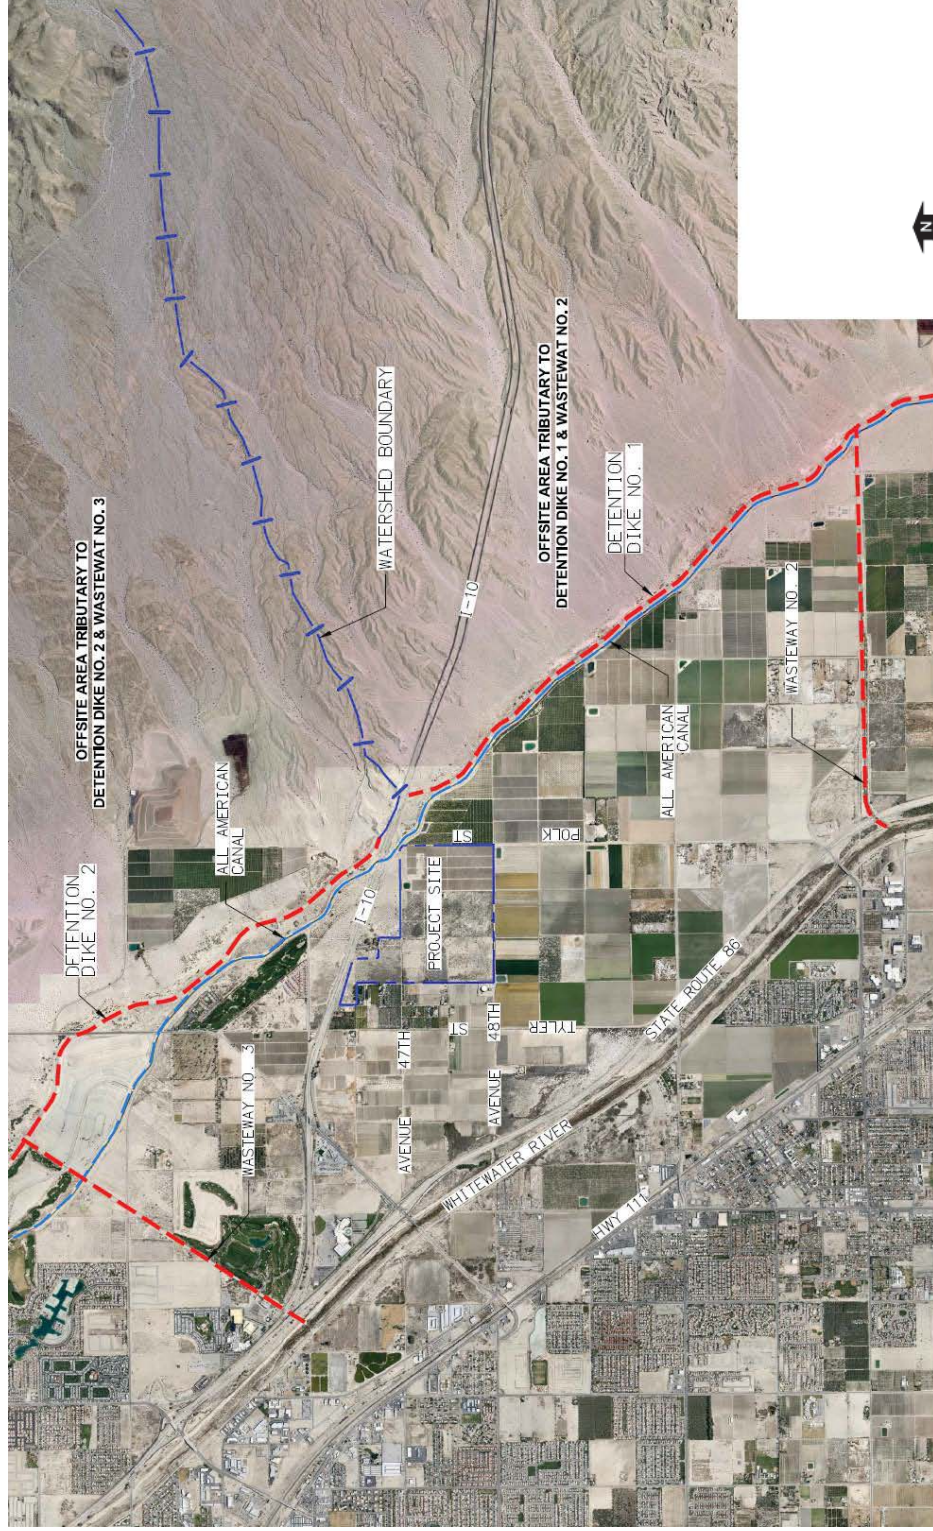 OFFSITE AREA TRIBUTARY TO
DETENTION DIKE NO. 2 & WASTEWAT NO. 3
DETENTION
DIKE NO. 2
ALL AMERICAN
CANAL
WATERSHED BOUNDARY
I-10
OFFSITE AREA TRIBUTARY TO
DETENTION DIKE NO. 1 & WASTEWAT NO. 2
DETENTION
DIKE NO. 1
WASTEWAY NO. 3
I-10
PROJECT SITE
ST
POLK
47TH
AVENUE
48TH
AVENUE
ST
TYLER
ALL AMERICAN
CANAL
WASTEWAY NO. 2
STATE ROUTE 86
WHITEWATER RIVER
HWY 111
N